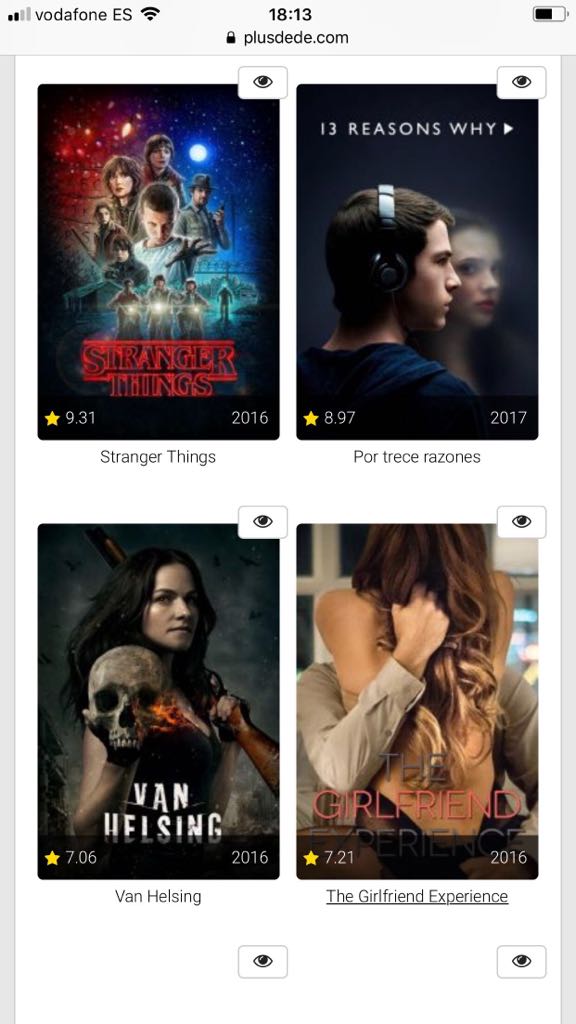 vodafone ES
18:13
plusdede.com
13 REASONS WHY
STRANGER
THINGS
9.31 2016
8.97 2017
Stranger Things
Por trece razones
VAN
HELSING
THE
GIRLFRIEND
EXPERIENCE
7.06 2016
7.21 2016
Van Helsing
The Girlfriend Experience